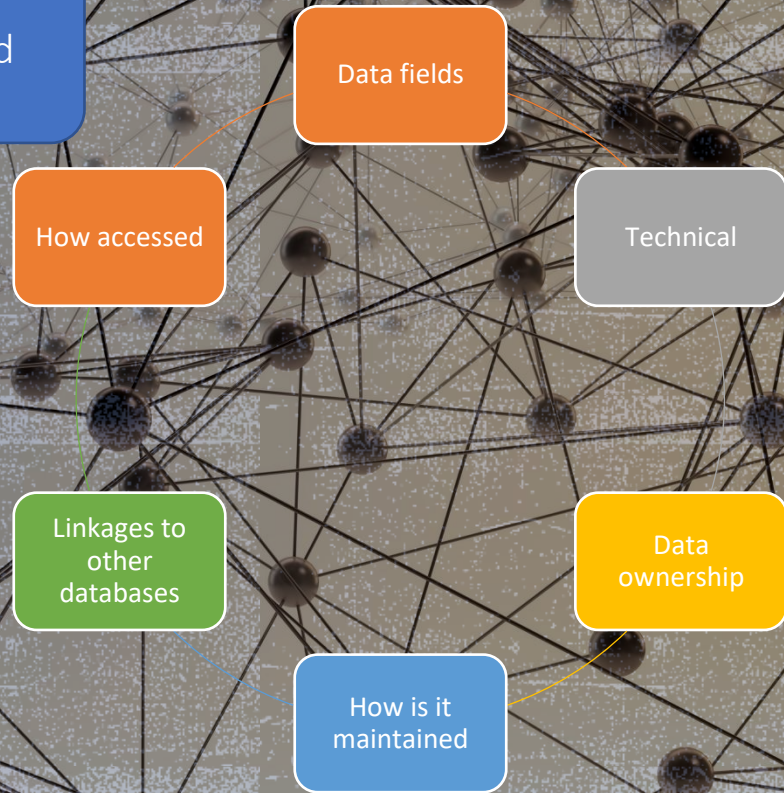 Data fields
How accessed
Technical
Linkages to
other
databases
Data
ownership
How is it
maintained